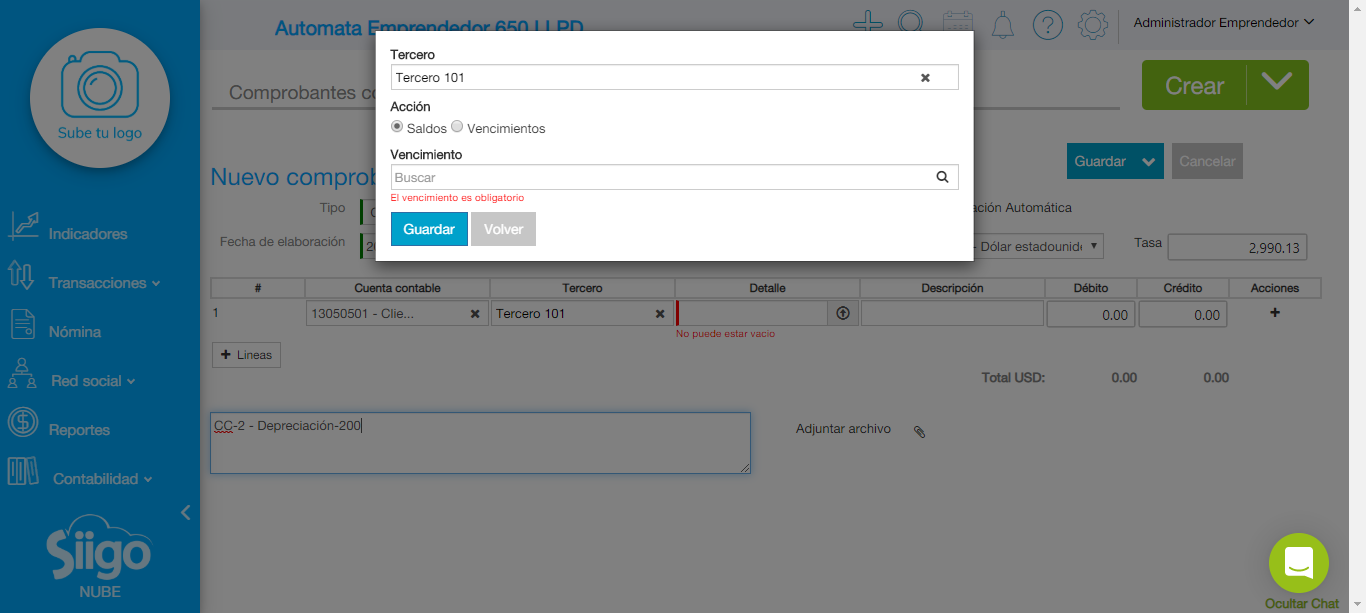 Automata Emprendedor 650 LLPD
Administrador Emprendedor
Sube tu logo
Comprobantes co
Crear
Tercero
Tercero 101
Acción
Saldos Vencimientos
Vencimiento
Buscar
El vencimiento es obligatorio
Guardar Volver
Nuevo comprob
Guardar Cancelar
Tipo
ación Automática
Fecha de elaboración 20
- Dólar estadounide
Tasa 2,990.13
# Cuenta contable Tercero Detalle Descripción Débito Crédito Acciones
1 13050501 - Clie... Tercero 101 0.00 0.00
No puede estar vacio
+ Lineas
Total USD: 0.00 0.00
CC-2 - Depreciación-200
Adjuntar archivo
Indicadores
Transacciones
Nómina
Red social
Reportes
Contabilidad
Siigo
NUBE
Ocultar Chat